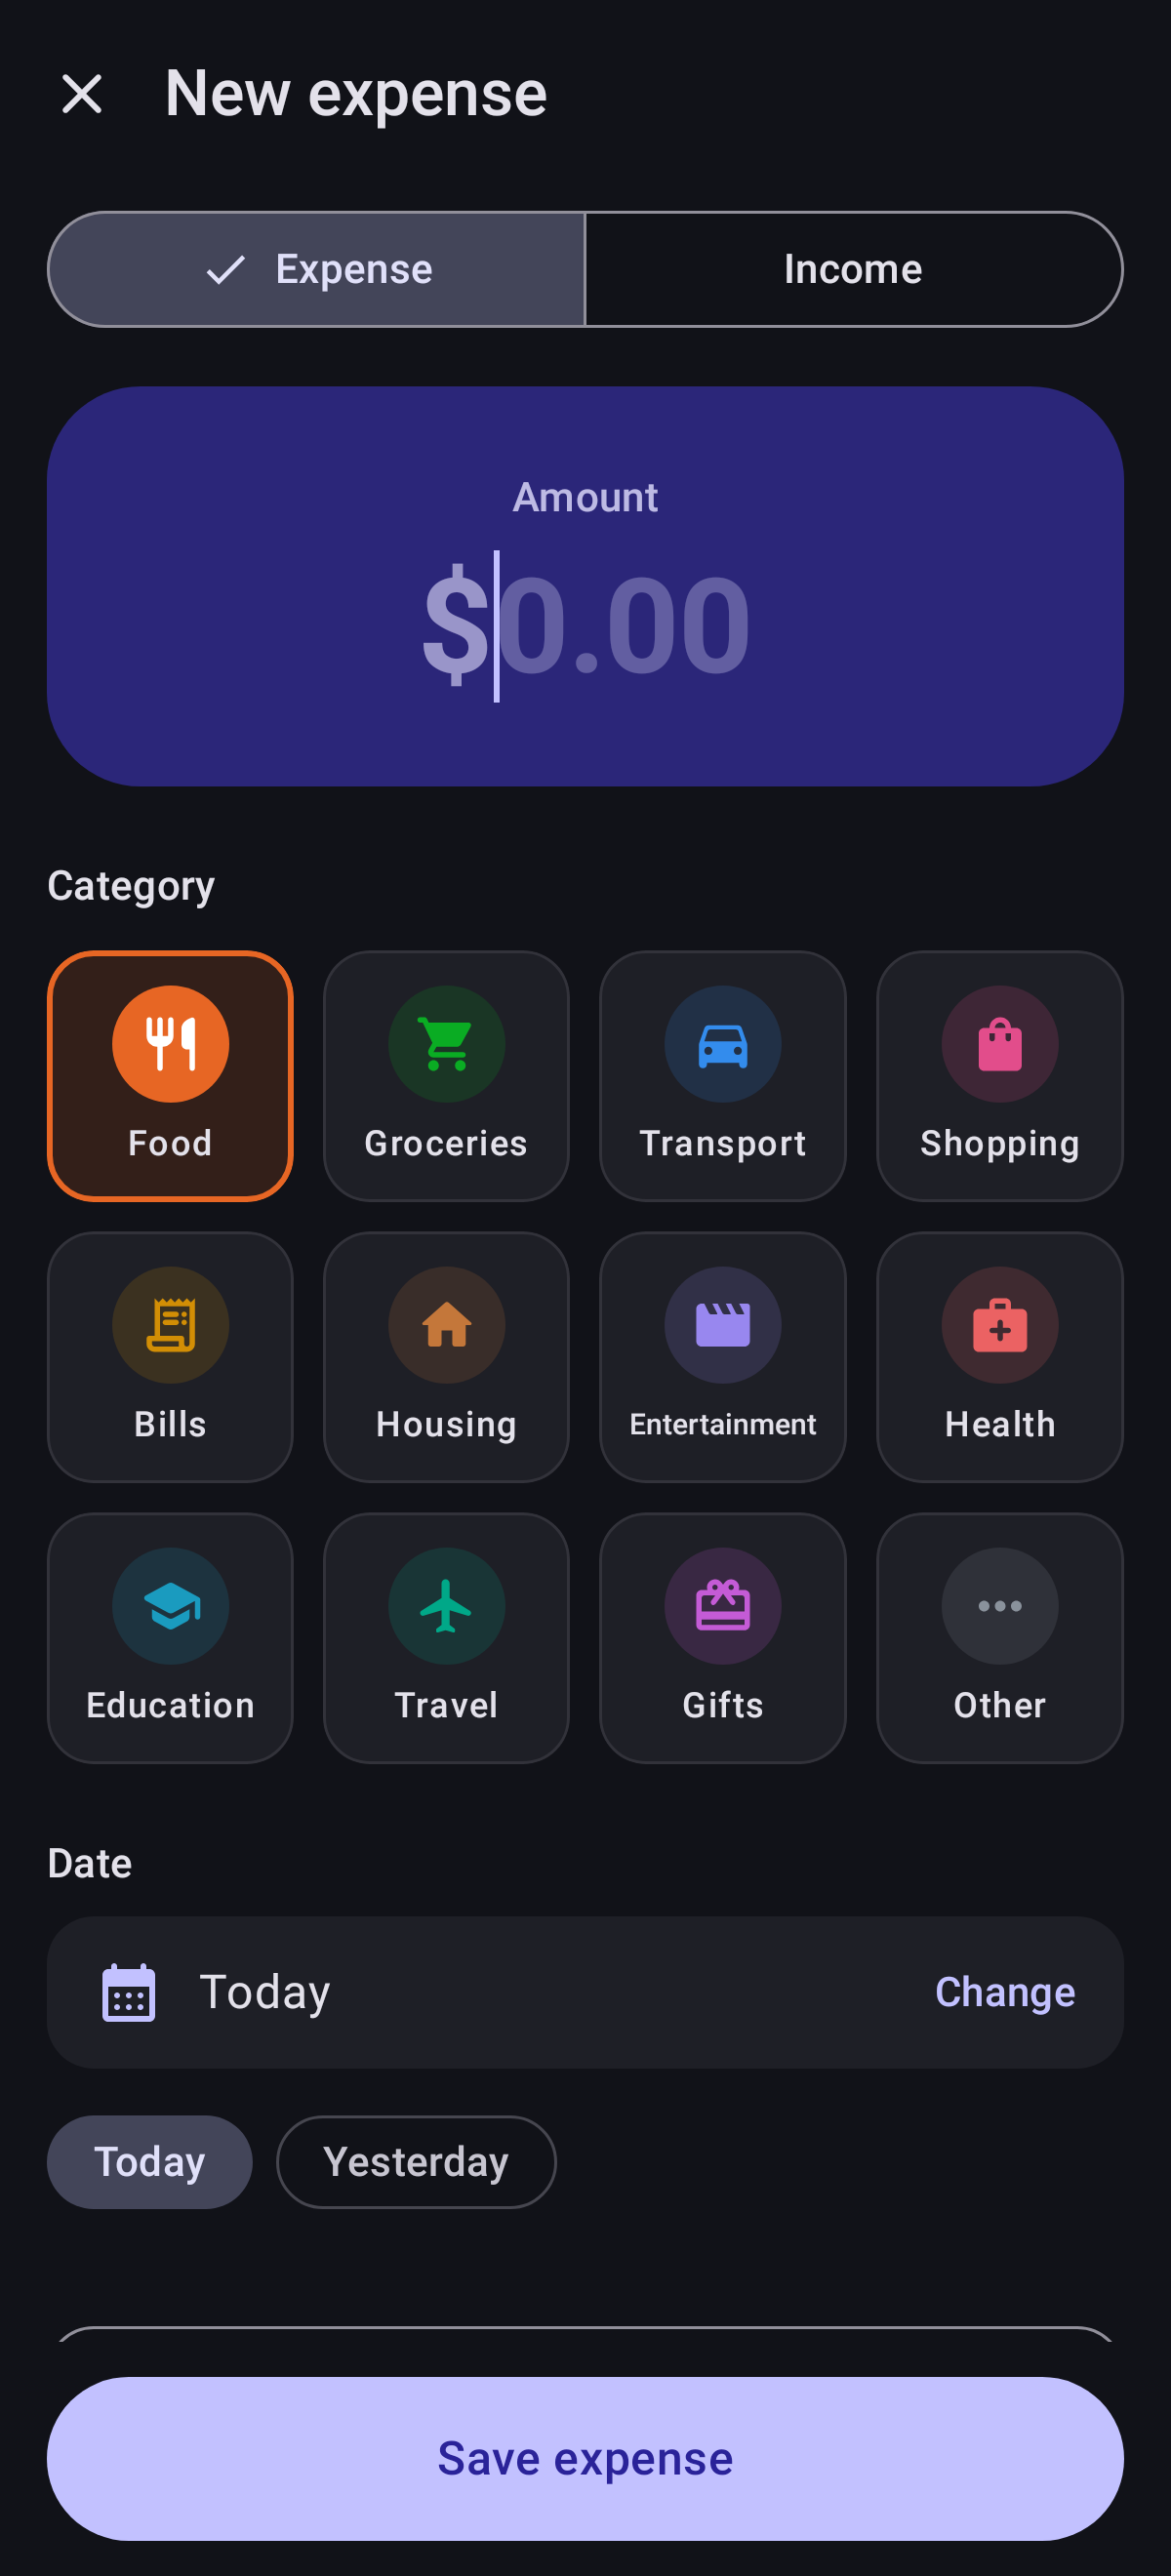 New expense
Expense
Income
Amount
$0.00
Category
Food
Groceries
Transport
Shopping
Bills
Housing
Entertainment
Health
Education
Travel
Gifts
Other
Date
Today
Change
Today
Yesterday
Save expense